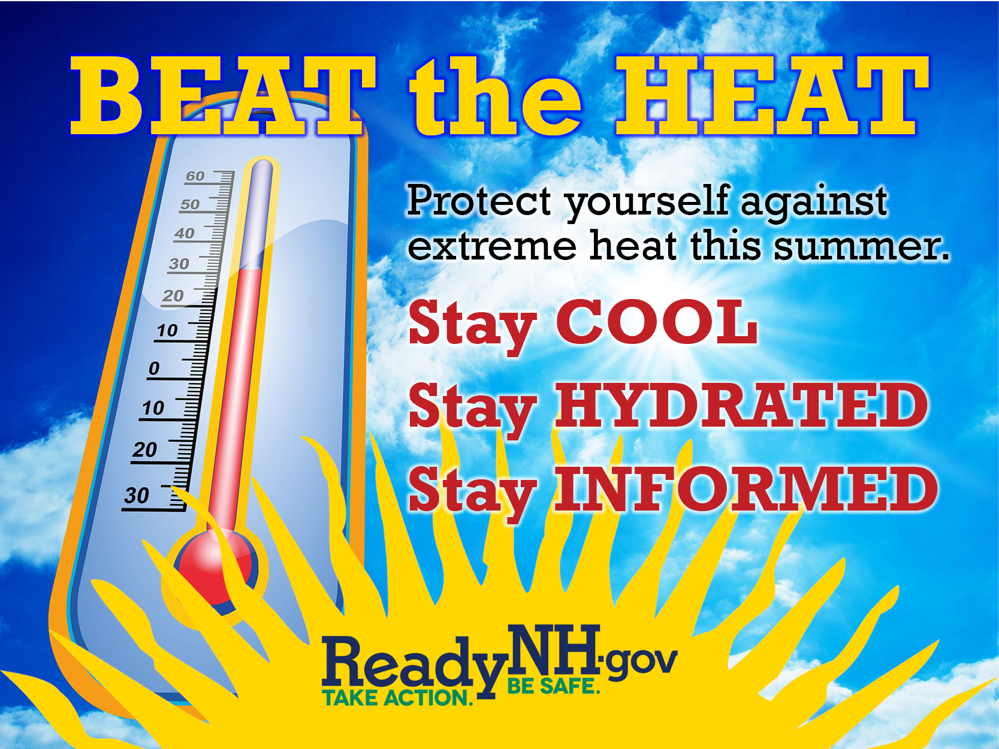 BEAT the HEAT
60
50
40
30
20
10
0
10
20
30
Protect yourself against
extreme heat this summer.
Stay COOL
Stay HYDRATED
Stay INFORMED
ReadyNH.gov
TAKE ACTION. BE SAFE.